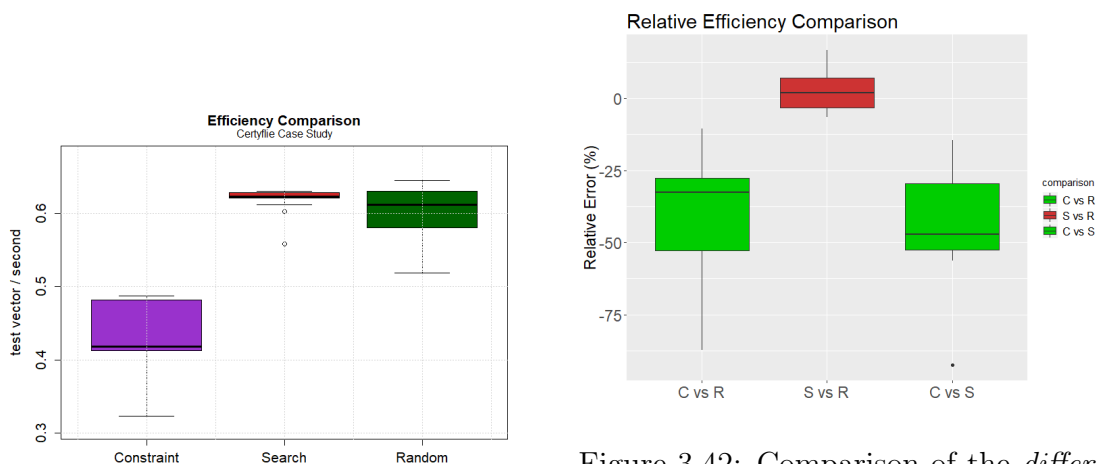 Efficiency Comparison
Certyflie Case Study
test vector / second
0.6
0.5
0.4
0.3
Constraint
Search
Random
Relative Efficiency Comparison
Relative Error (%)
0
-25
-50
-75
C vs R
S vs R
C vs S
comparison
C vs R
S vs R
C vs S
Figure 3.42: Comparison of the differ